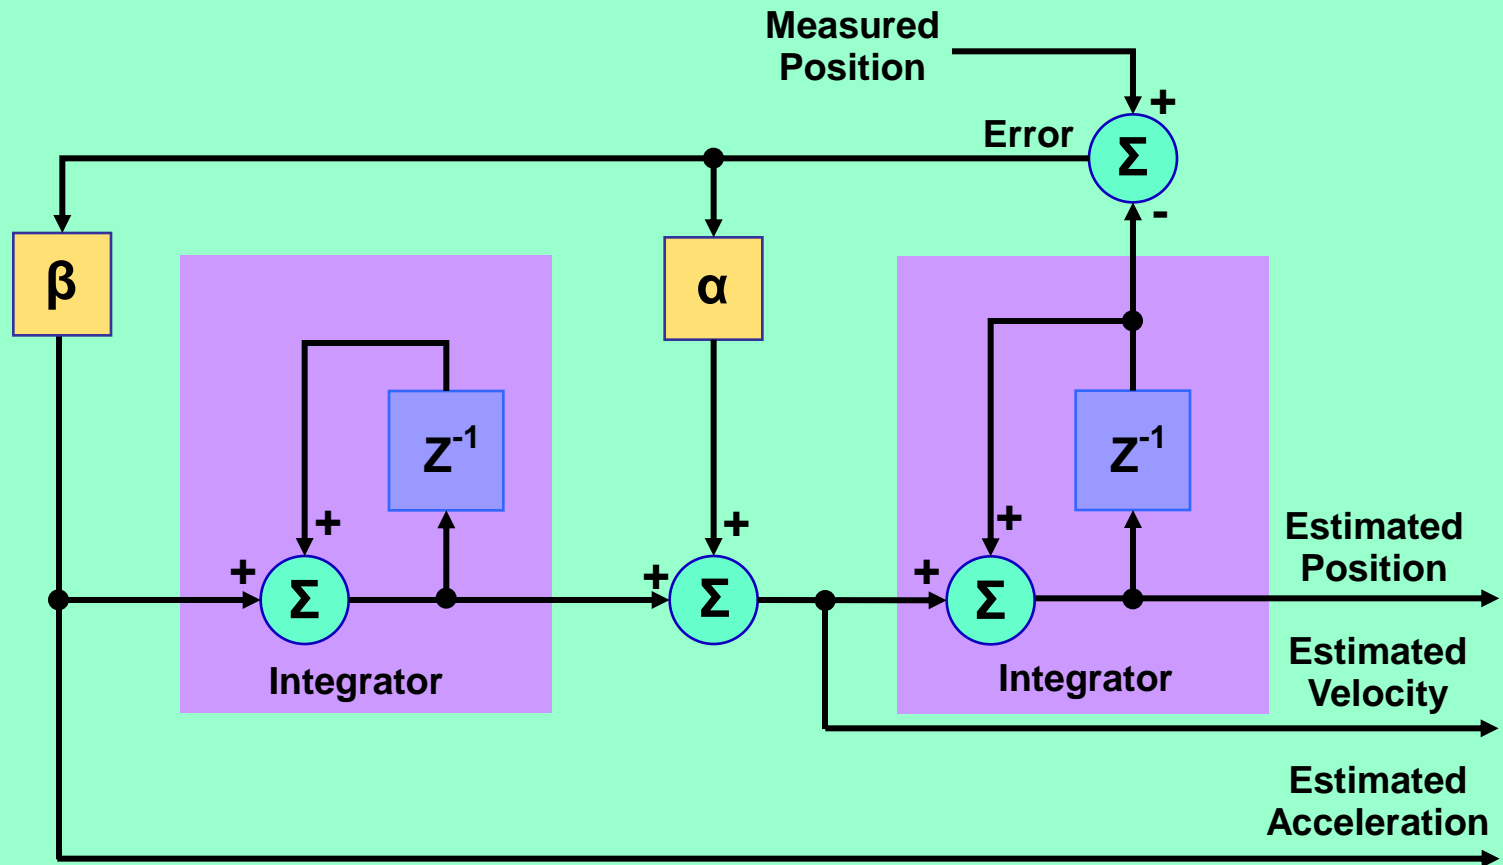 Measured
Position
+
Error
Σ
-
β
α
Z⁻¹
Z⁻¹
+
+
+
Estimated
Position
+
Σ
+
Σ
+
Σ
Integrator
Integrator
Estimated
Velocity
Estimated
Acceleration